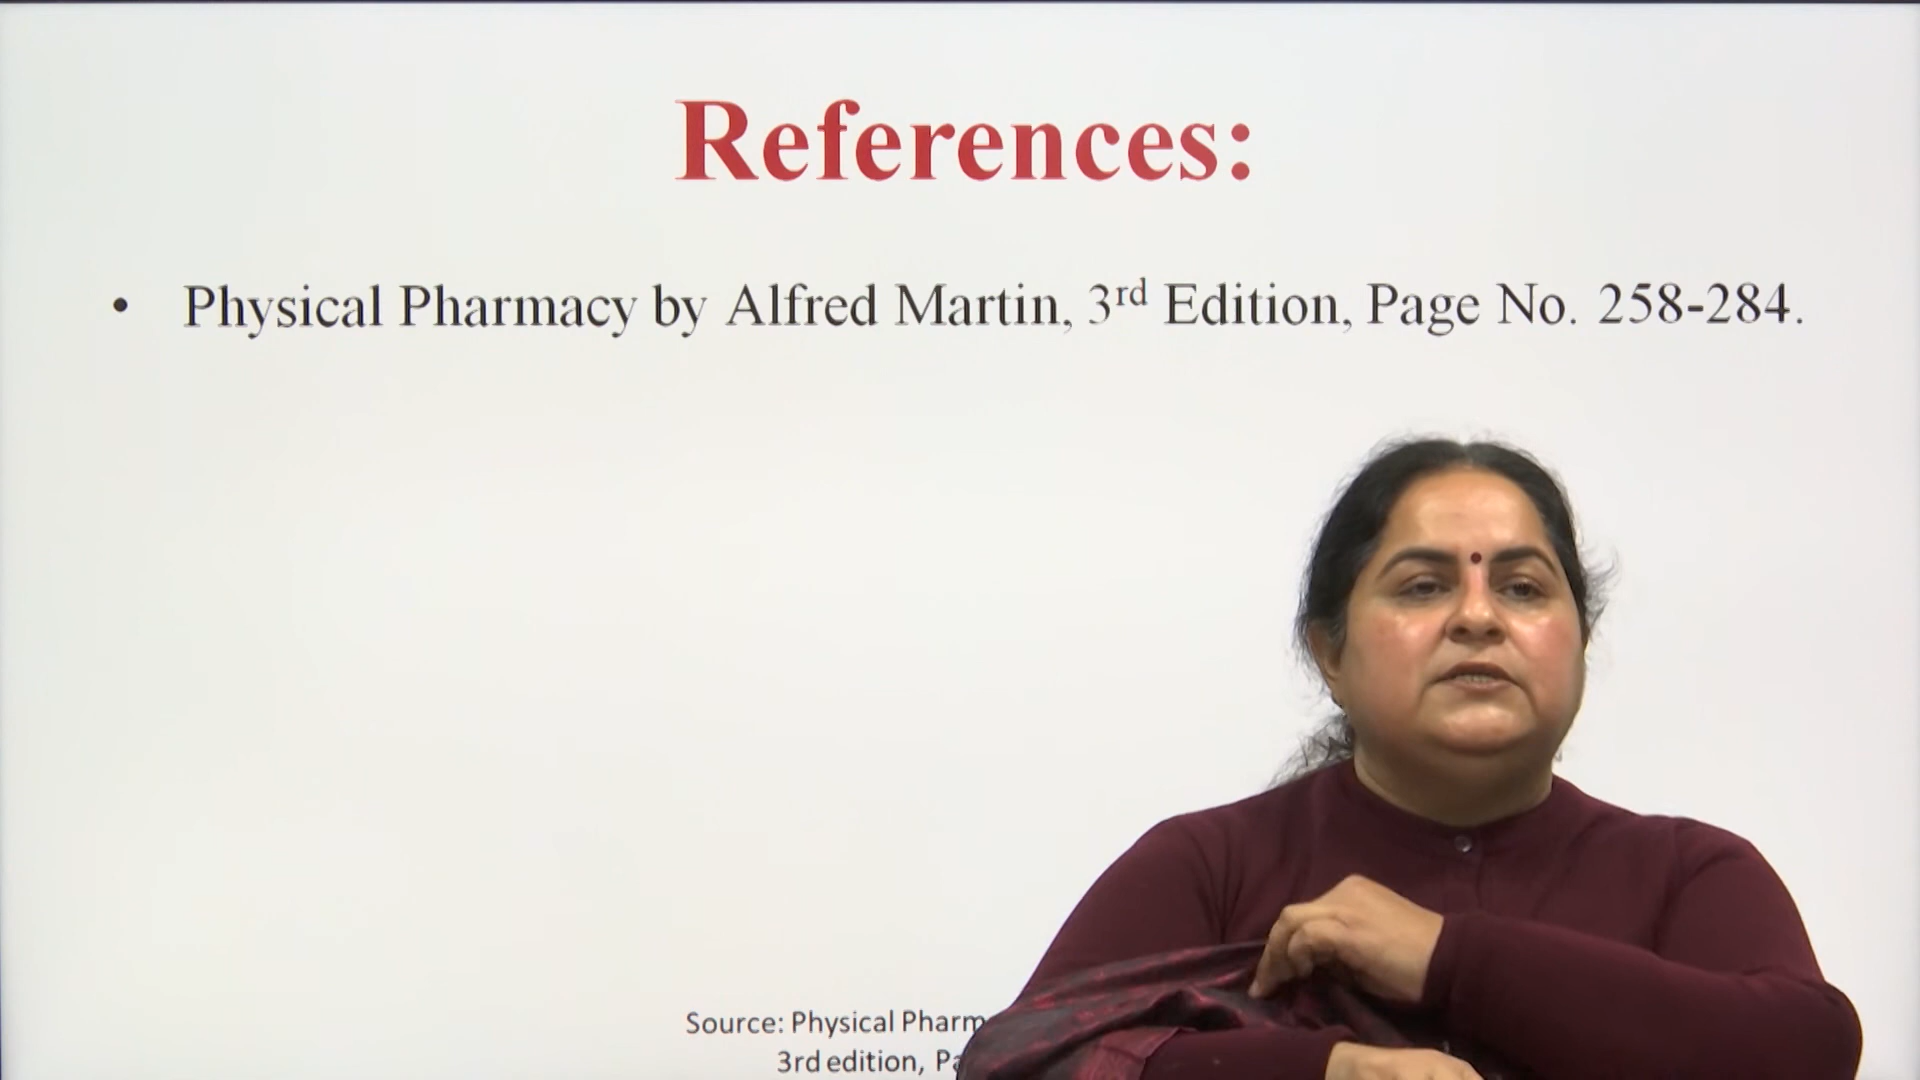 References:
• Physical Pharmacy by Alfred Martin, 3rd Edition, Page No. 258-284.
Source: Physical Pharm
3rd edition, Pa